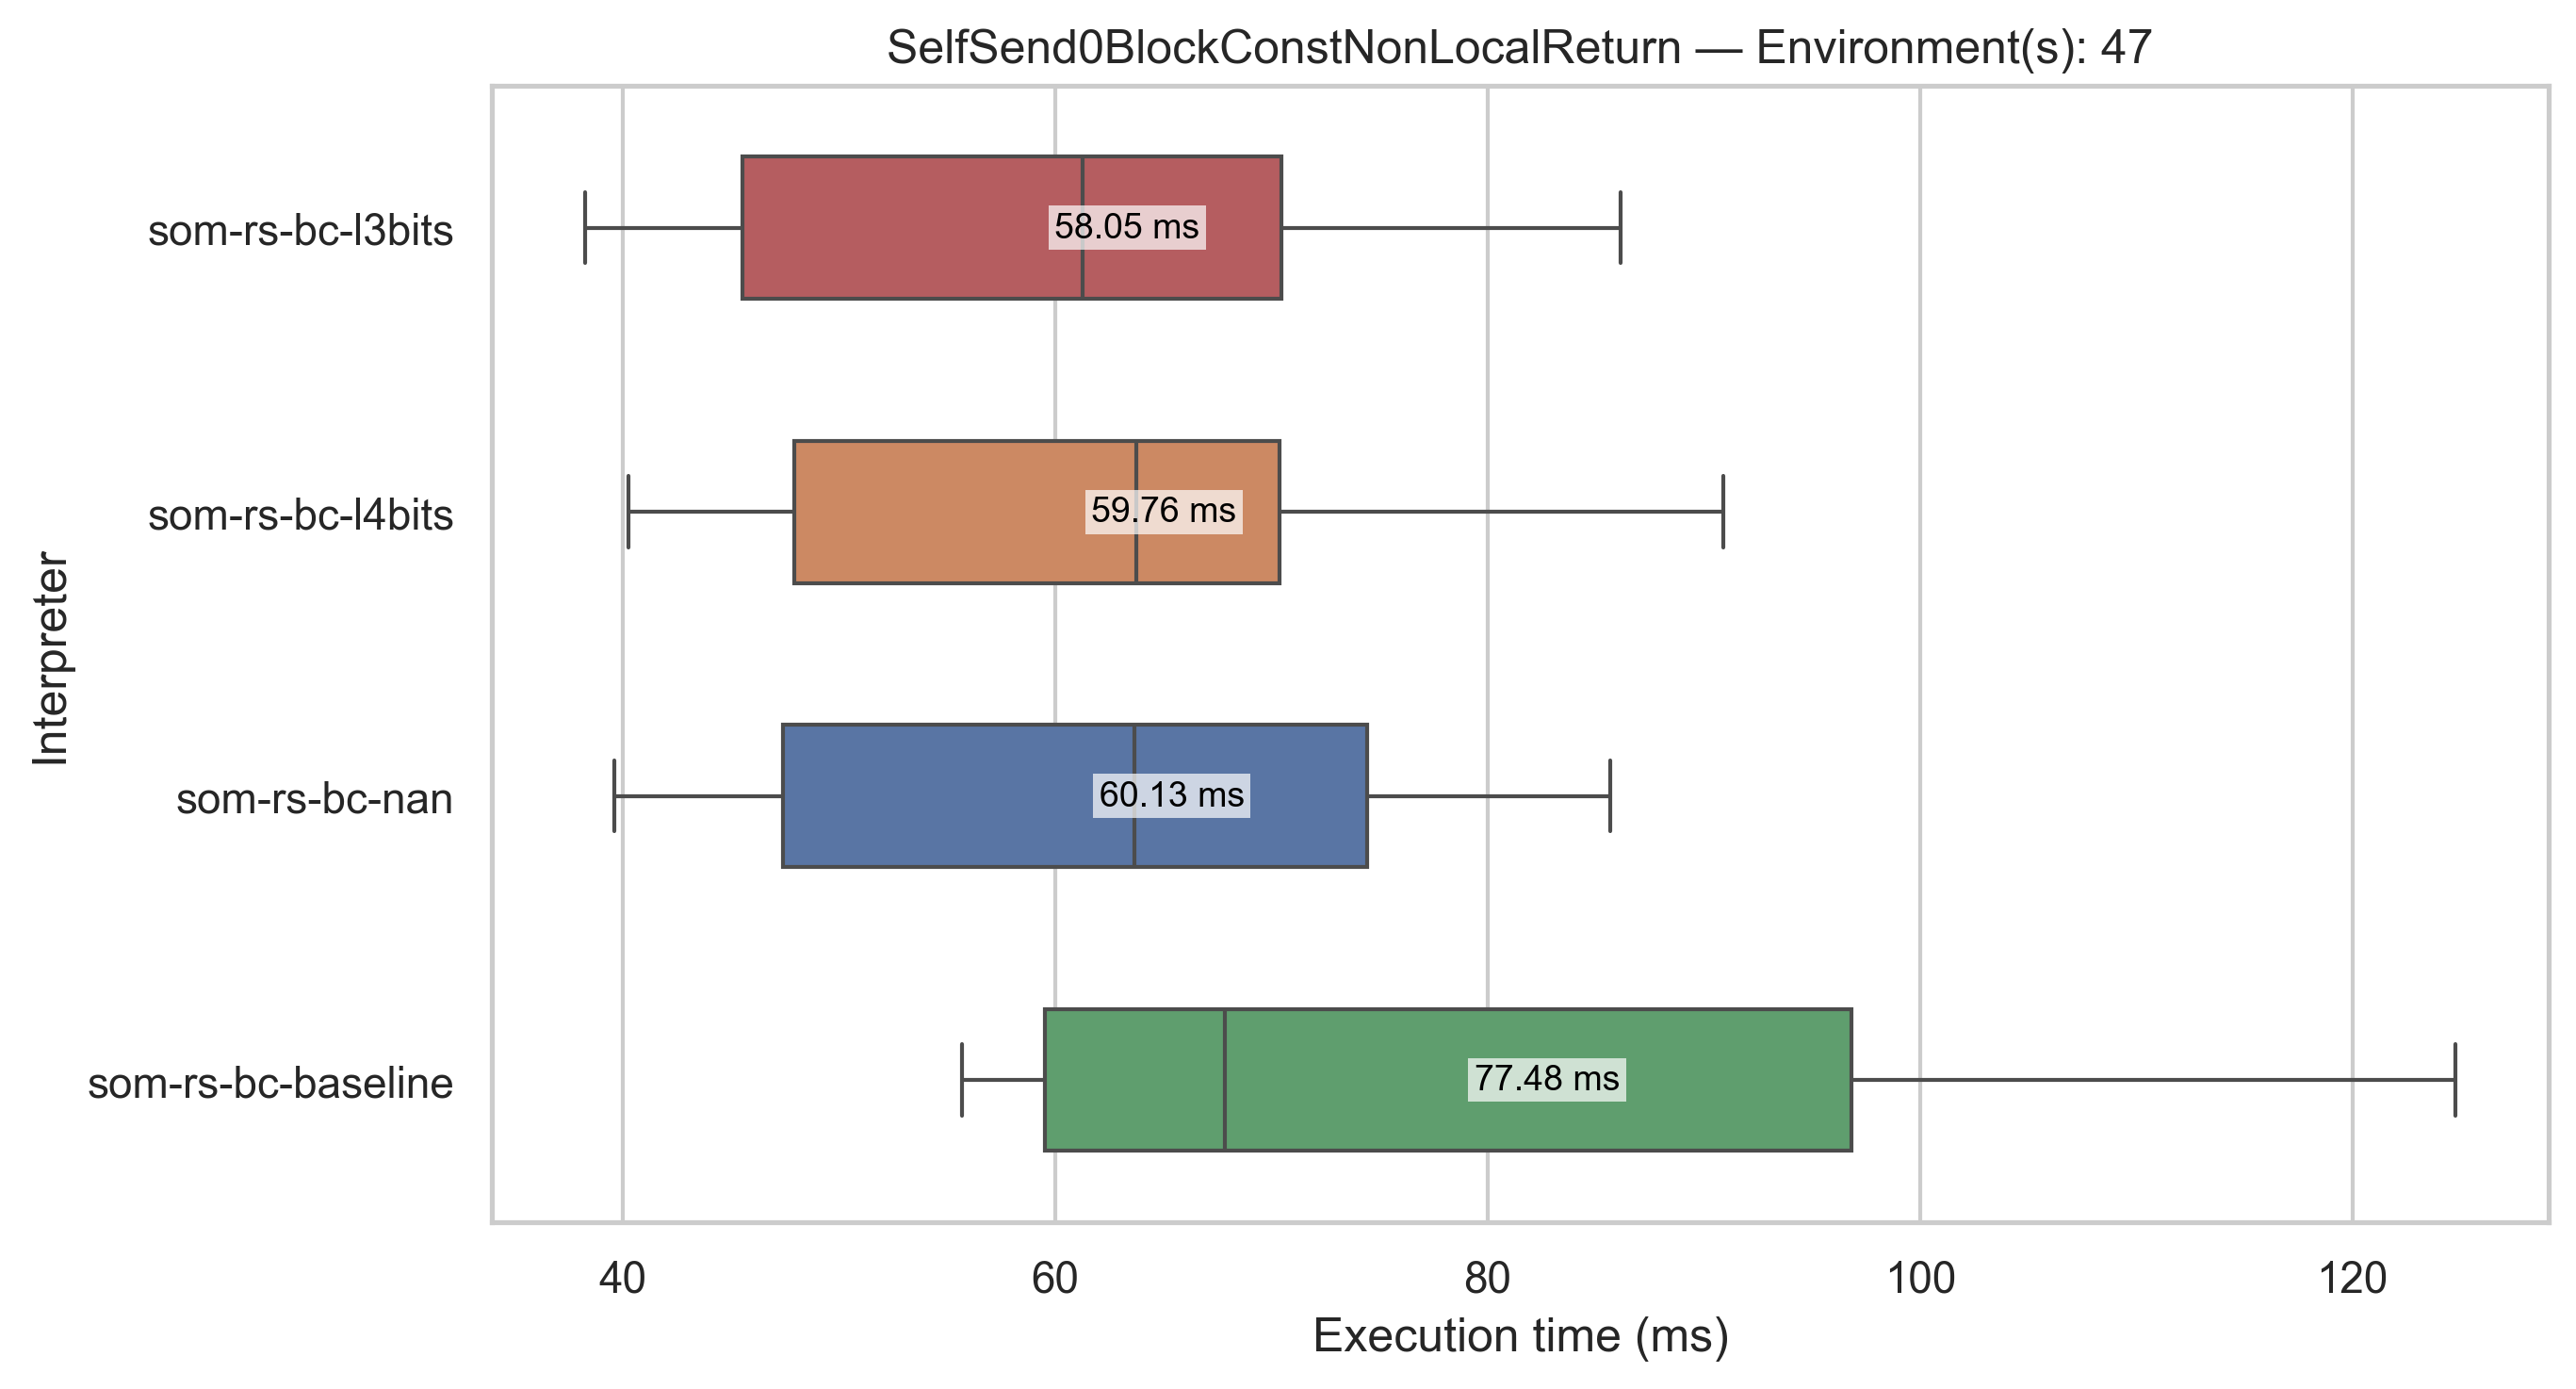 SelfSend0BlockConstNonLocalReturn — Environment(s): 47
Interpreter
som-rs-bc-l3bits
58.05 ms
som-rs-bc-l4bits
59.76 ms
som-rs-bc-nan
60.13 ms
som-rs-bc-baseline
77.48 ms
40 60 80 100 120
Execution time (ms)